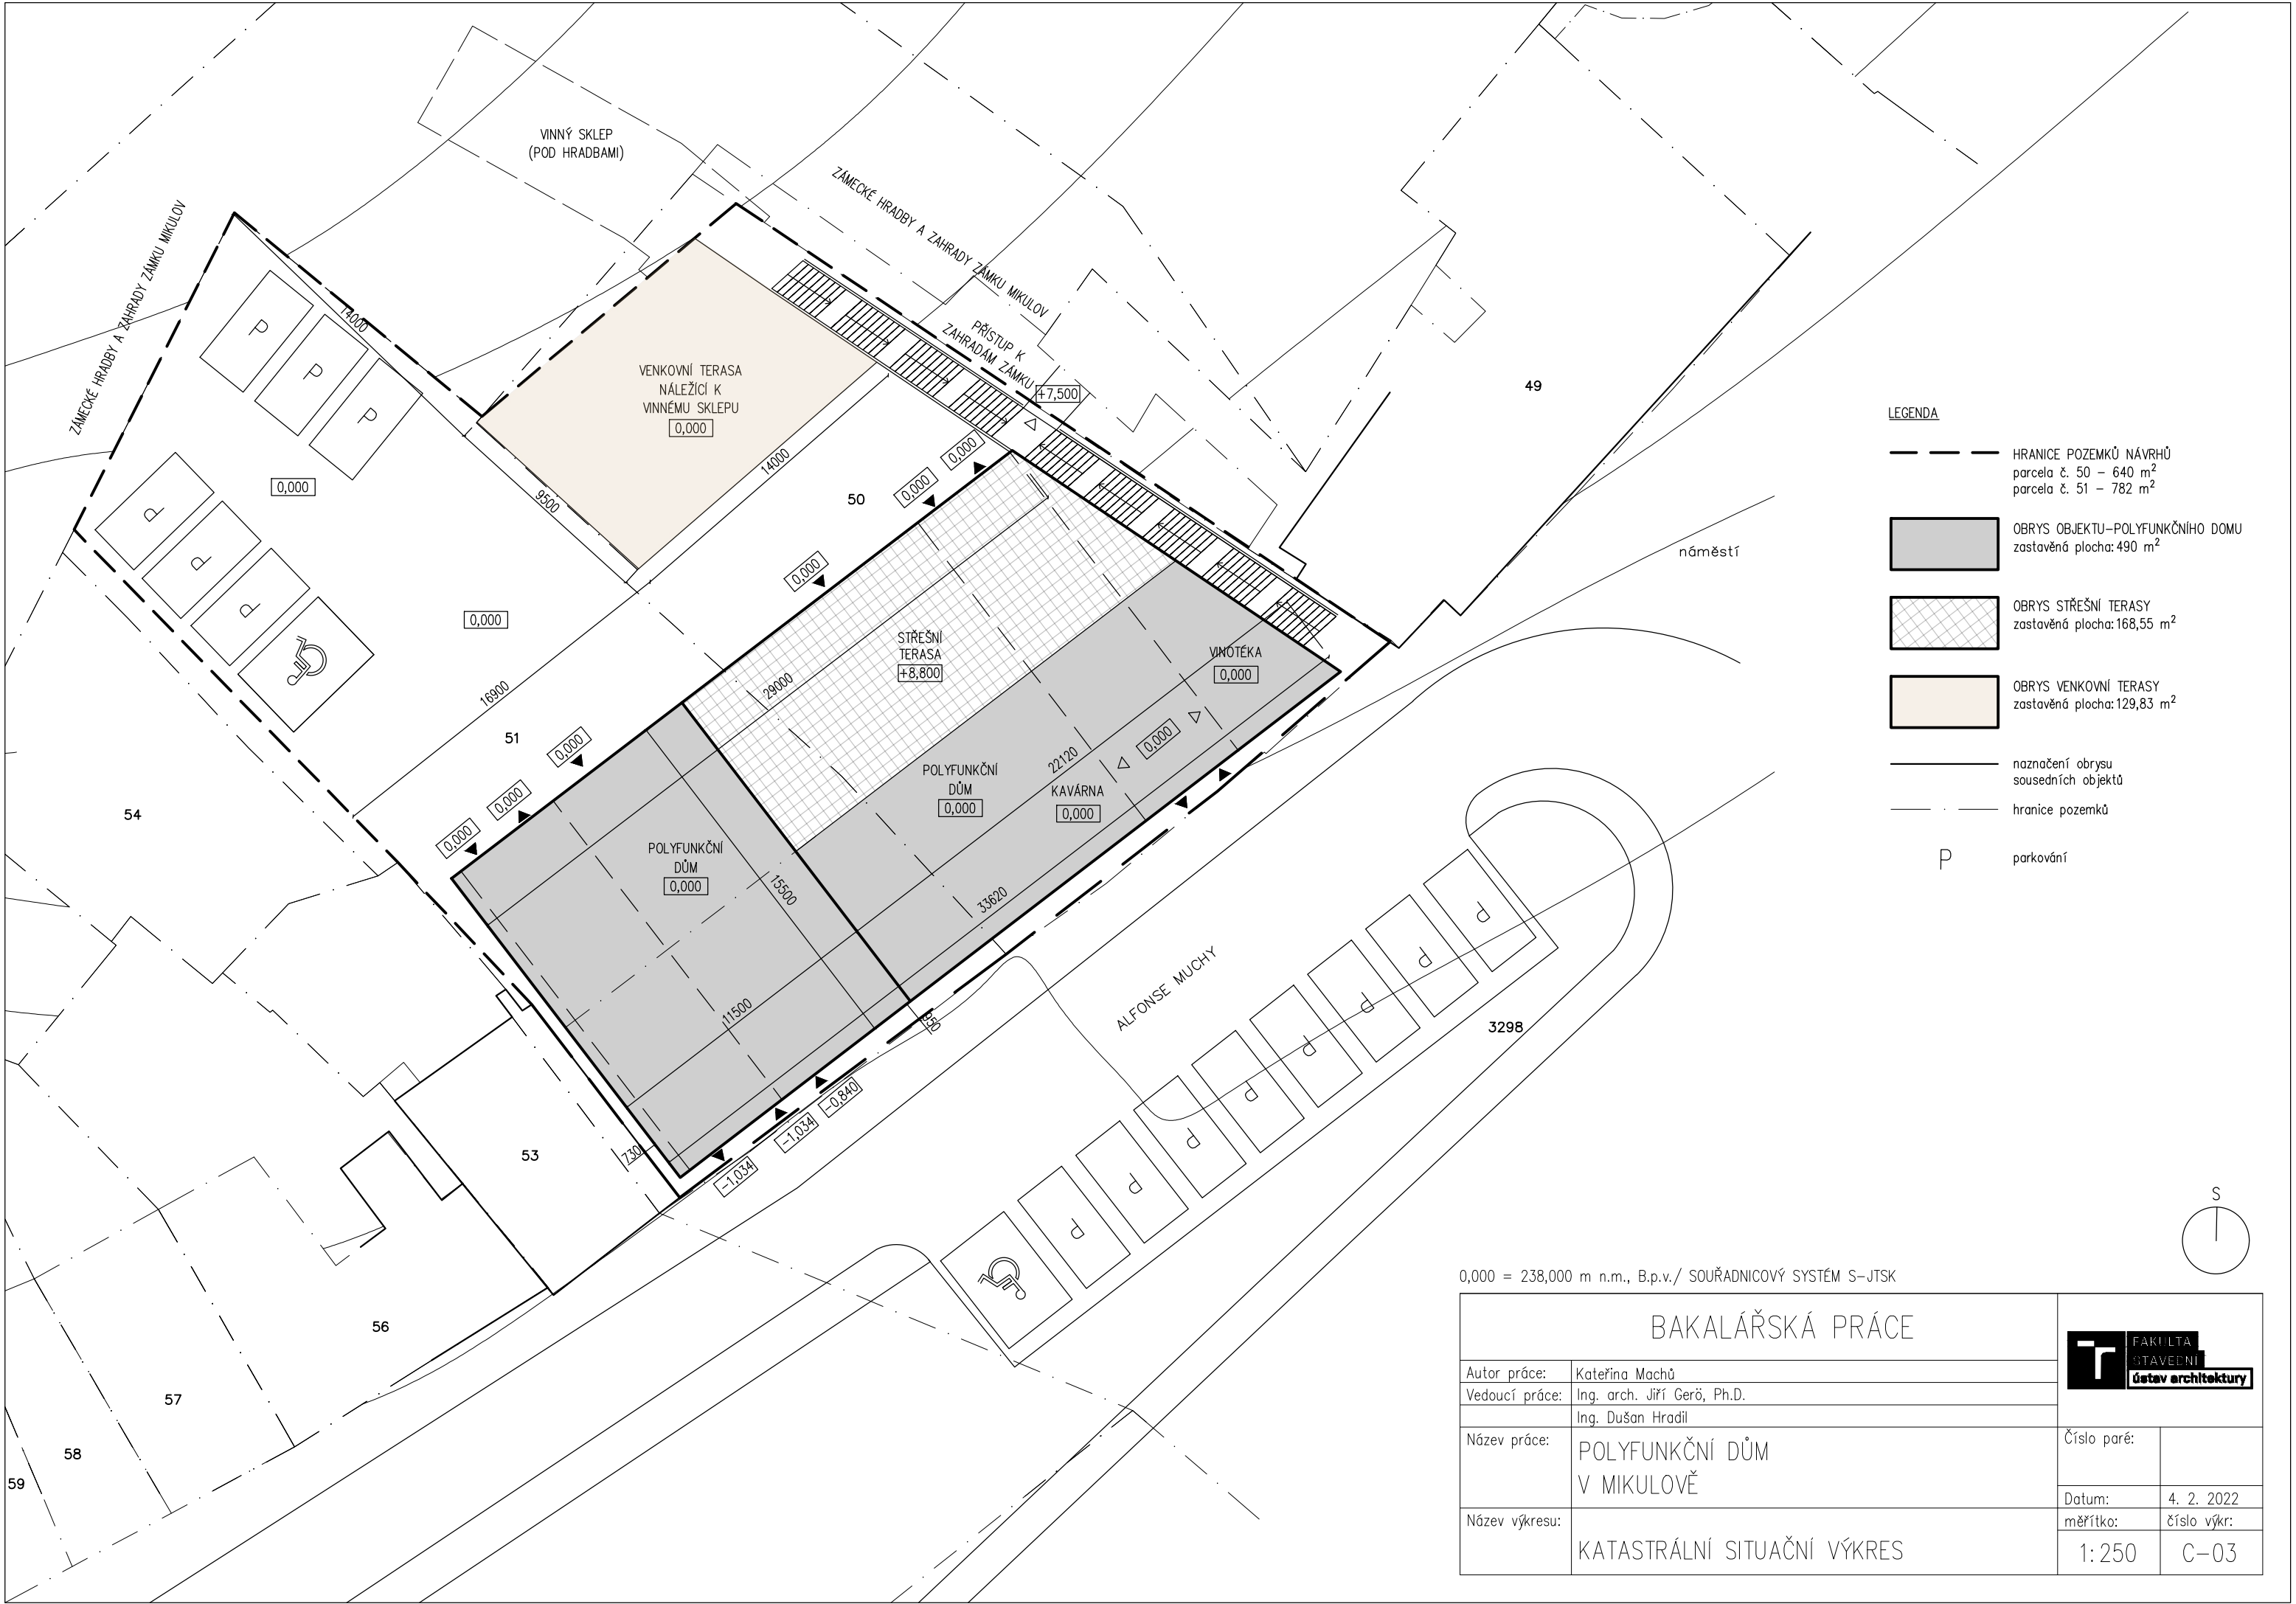 VINNÝ SKLEP
(POD HRADBAMI)
ZÁMECKÉ HRADBY A ZAHRADY ZÁMKU MIKULOV
ZÁMECKÉ HRADBY A ZAHRADY ZÁMKU MIKULOV
PŘÍSTUP K
ZAHRADÁM ZÁMKU
+7,500
P
P
P
14000
0,000
VENKOVNÍ TERASA
NÁLEŽÍCÍ K
VINNÉMU SKLEPU
0,000
14000
9500
50
49
0,000
0,000
0,000
P
P
P
0,000
16900
51
0,000
0,000
0,000
STŘEŠNÍ
TERASA
+8,800
29000
VINOTÉKA
0,000
0,000
22120
POLYFUNKČNÍ
DŮM
0,000
KAVÁRNA
0,000
POLYFUNKČNÍ
DŮM
0,000
15500
33620
11500
950
730
-0,840
-1,034
-1,034
54
53
56
57
58
59
náměstí
ALFONSE MUCHY
3298
P
P
P
P
P
P
P
P
LEGENDA
HRANICE POZEMKŮ NÁVRHŮ
parcela č. 50 – 640 m²
parcela č. 51 – 782 m²
OBRYS OBJEKTU-POLYFUNKČNÍHO DOMU
zastavěná plocha: 490 m²
OBRYS STŘEŠNÍ TERASY
zastavěná plocha: 168,55 m²
OBRYS VENKOVNÍ TERASY
zastavěná plocha: 129,83 m²
naznačení obrysu
sousedních objektů
hranice pozemků
P parkování
S
0,000 = 238,000 m n.m., B.p.v./ SOUŘADNICOVÝ SYSTÉM S-JTSK
BAKALÁŘSKÁ PRÁCE
FAKULTA
STAVEBNÍ
ústav architektury
Autor práce: Kateřina Machů
Vedoucí práce: Ing. arch. Jiří Gerö, Ph.D.
Ing. Dušan Hradil
Název práce: POLYFUNKČNÍ DŮM
V MIKULOVĚ
Číslo paré:
Datum: 4. 2. 2022
Název výkresu: KATASTRÁLNÍ SITUAČNÍ VÝKRES
měřítko: číslo výkr:
1:250 C-03